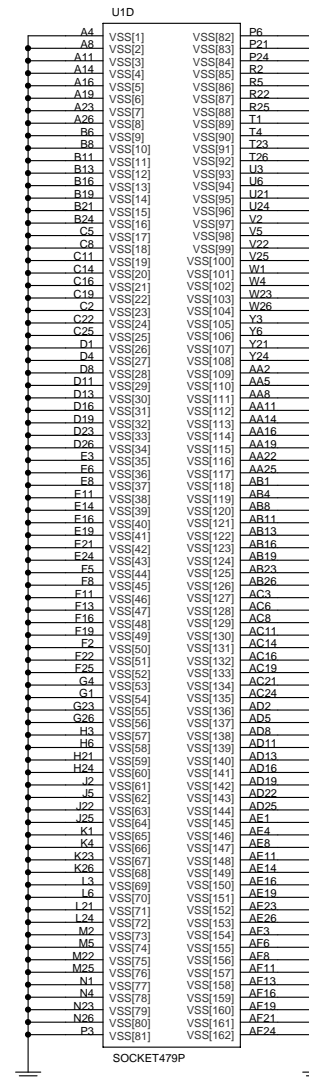 U1D
A4 VSS[1] VSS[82] P6
A8 VSS[2] VSS[83] P21
A11 VSS[3] VSS[84] P24
A14 VSS[4] VSS[85] R2
A16 VSS[5] VSS[86] R5
A19 VSS[6] VSS[87] R22
A23 VSS[7] VSS[88] R25
A26 VSS[8] VSS[89] T1
B6 VSS[9] VSS[90] T4
B8 VSS[10] VSS[91] T23
B11 VSS[11] VSS[92] T26
B13 VSS[12] VSS[93] U3
B16 VSS[13] VSS[94] U6
B19 VSS[14] VSS[95] U21
B21 VSS[15] VSS[96] U24
B24 VSS[16] VSS[97] V2
C5 VSS[17] VSS[98] V5
C8 VSS[18] VSS[99] V22
C11 VSS[19] VSS[100] V25
C14 VSS[20] VSS[101] W1
C16 VSS[21] VSS[102] W4
C19 VSS[22] VSS[103] W23
C2 VSS[23] VSS[104] W26
C22 VSS[24] VSS[105] Y3
C25 VSS[25] VSS[106] Y6
D1 VSS[26] VSS[107] Y21
D4 VSS[27] VSS[108] Y24
D8 VSS[28] VSS[109] AA2
D11 VSS[29] VSS[110] AA5
D13 VSS[30] VSS[111] AA8
D16 VSS[31] VSS[112] AA11
D19 VSS[32] VSS[113] AA14
D23 VSS[33] VSS[114] AA16
D26 VSS[34] VSS[115] AA19
E3 VSS[35] VSS[116] AA22
E6 VSS[36] VSS[117] AA25
E8 VSS[37] VSS[118] AB1
E11 VSS[38] VSS[119] AB4
E14 VSS[39] VSS[120] AB8
E16 VSS[40] VSS[121] AB11
E19 VSS[41] VSS[122] AB13
E21 VSS[42] VSS[123] AB16
E24 VSS[43] VSS[124] AB19
F5 VSS[44] VSS[125] AB23
F8 VSS[45] VSS[126] AB26
F11 VSS[46] VSS[127] AC3
F13 VSS[47] VSS[128] AC6
F16 VSS[48] VSS[129] AC8
F19 VSS[49] VSS[130] AC11
F2 VSS[50] VSS[131] AC14
F22 VSS[51] VSS[132] AC16
F25 VSS[52] VSS[133] AC19
G4 VSS[53] VSS[134] AC21
G1 VSS[54] VSS[135] AC24
G23 VSS[55] VSS[136] AD2
G26 VSS[56] VSS[137] AD5
H3 VSS[57] VSS[138] AD8
H6 VSS[58] VSS[139] AD11
H21 VSS[59] VSS[140] AD13
H24 VSS[60] VSS[141] AD16
J2 VSS[61] VSS[142] AD19
J5 VSS[62] VSS[143] AD22
J22 VSS[63] VSS[144] AD25
J25 VSS[64] VSS[145] AE1
K1 VSS[65] VSS[146] AE4
K4 VSS[66] VSS[147] AE8
K23 VSS[67] VSS[148] AE11
K26 VSS[68] VSS[149] AE14
L3 VSS[69] VSS[150] AE16
L6 VSS[70] VSS[151] AE19
L21 VSS[71] VSS[152] AE23
L24 VSS[72] VSS[153] AE26
M2 VSS[73] VSS[154] AF3
M5 VSS[74] VSS[155] AF6
M22 VSS[75] VSS[156] AF8
M25 VSS[76] VSS[157] AF11
N1 VSS[77] VSS[158] AF13
N4 VSS[78] VSS[159] AF16
N23 VSS[79] VSS[160] AF19
N26 VSS[80] VSS[161] AF21
P3 VSS[81] VSS[162] AF24
SOCKET479P